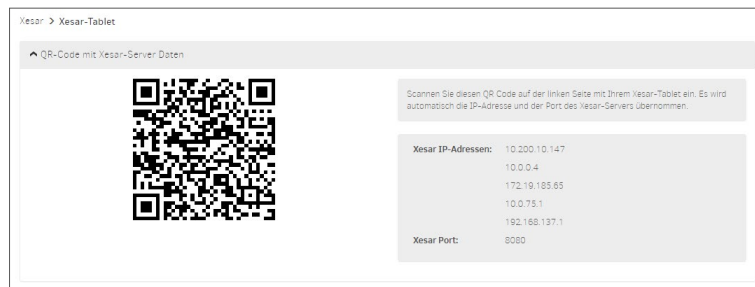 Xesar > Xesar-Tablet
QR-Code mit Xesar-Server Daten
Scannen Sie diesen QR Code auf der linken Seite mit Ihrem Xesar-Tablet ein. Es wird
automatisch die IP-Adresse und der Port des Xesar-Servers übernommen.
Xesar IP-Adressen: 10.200.10.147
10.0.0.4
172.19.185.65
10.0.75.1
192.168.137.1
Xesar Port: 8080